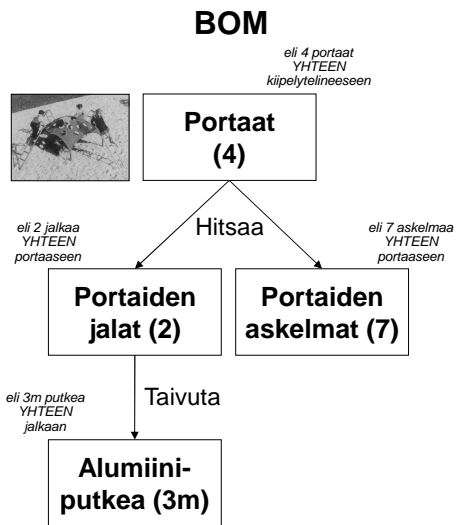 BOM
eli 4 portaat
YHTEEN
kiipelytelineeseen
Portaat
(4)
eli 2 jalkaa
YHTEEN
portaaseen
Hitsaa
eli 7 askelmaa
YHTEEN
portaaseen
Portaiden
jalat (2)
Portaiden
askelmat (7)
eli 3m putkea
YHTEEN
jalkaan
Taivuta
Alumiini-
putkea (3m)